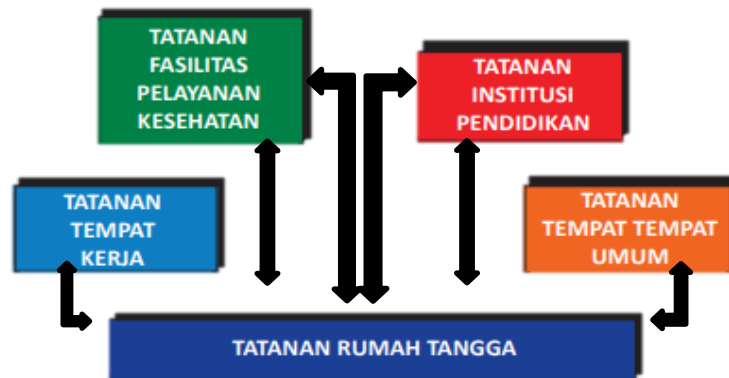 TATANAN
FASILITAS
PELAYANAN
KESEHATAN
TATANAN
INSTITUSI
PENDIDIKAN
TATANAN
TEMPAT
KERJA
TATANAN
TEMPAT TEMPAT
UMUM
TATANAN RUMAH TANGGA